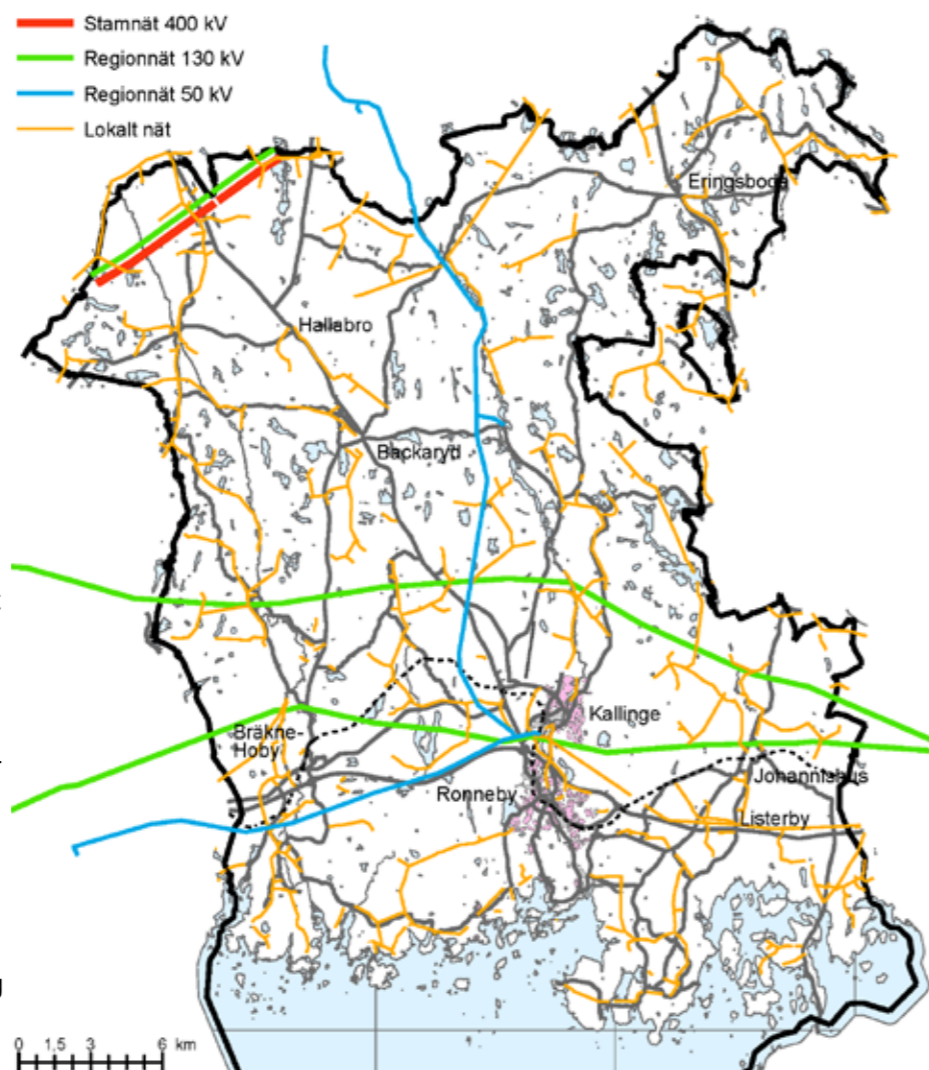 Stamnät 400 kV
Regionnät 130 kV
Regionnät 50 kV
Lokalt nät
Eringsboda
Hallabro
Backaryd
Kallinge
Bräkne-
Hoby
Johannishus
Ronneby
Listerby
0 1,5 3 6 km